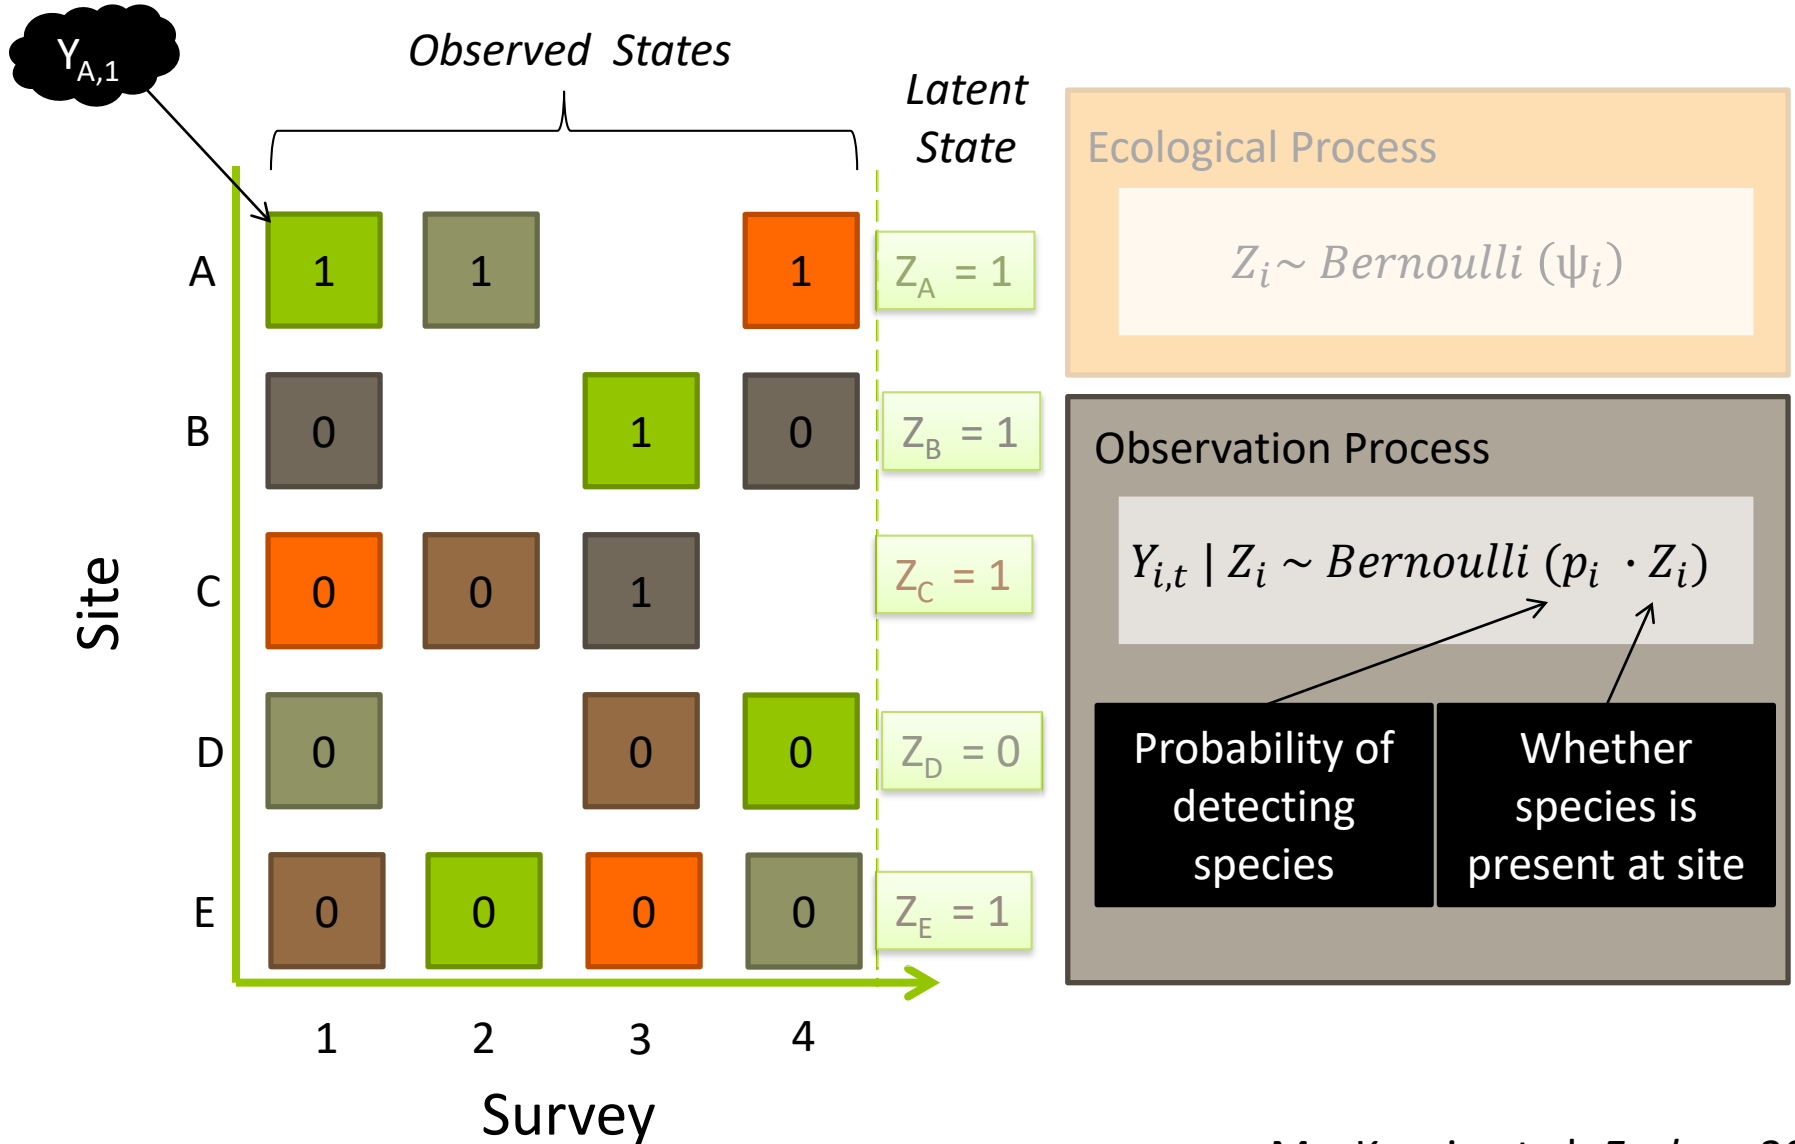 Y_A,1
Observed States
Latent
State
A 1 1 1 Z_A = 1
B 0 1 0 Z_B = 1
C 0 0 1 Z_C = 1
D 0 0 0 Z_D = 0
E 0 0 0 0 Z_E = 1
Site
1 2 3 4
Survey
Ecological Process
Z_i ~ Bernoulli (ψ_i)
Observation Process
Y_i,t | Z_i ~ Bernoulli (p_i · Z_i)
Probability of
detecting
species
Whether
species is
present at site